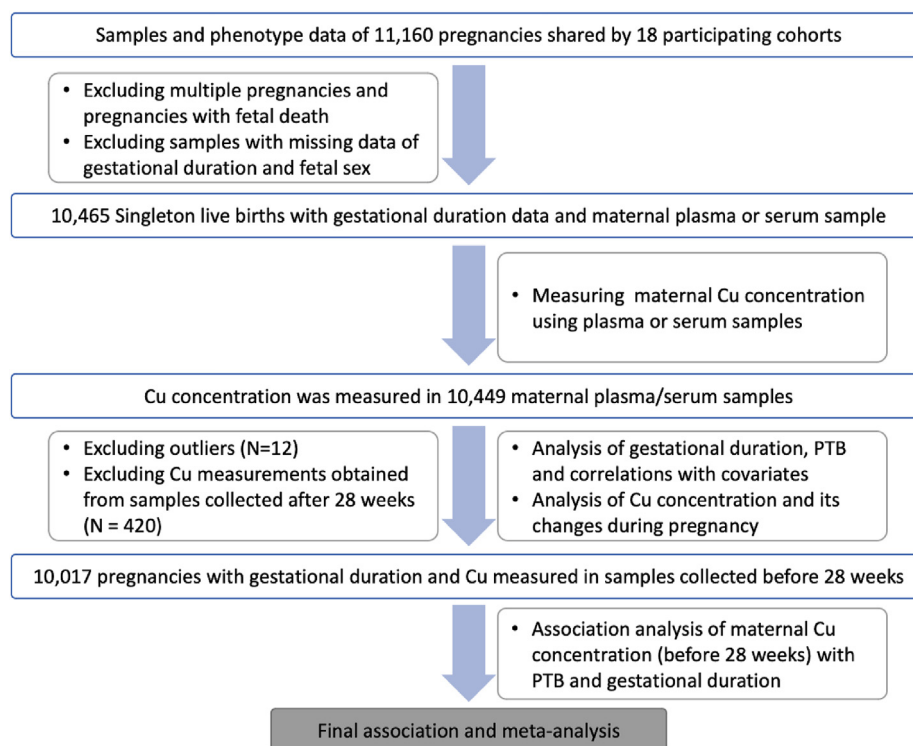 Samples and phenotype data of 11,160 pregnancies shared by 18 participating cohorts
• Excluding multiple pregnancies and
pregnancies with fetal death
• Excluding samples with missing data of
gestational duration and fetal sex
10,465 Singleton live births with gestational duration data and maternal plasma or serum sample
• Measuring maternal Cu concentration
using plasma or serum samples
Cu concentration was measured in 10,449 maternal plasma/serum samples
• Excluding outliers (N=12)
• Excluding Cu measurements obtained
from samples collected after 28 weeks
(N = 420)
• Analysis of gestational duration, PTB
and correlations with covariates
• Analysis of Cu concentration and its
changes during pregnancy
10,017 pregnancies with gestational duration and Cu measured in samples collected before 28 weeks
• Association analysis of maternal Cu
concentration (before 28 weeks) with
PTB and gestational duration
Final association and meta-analysis